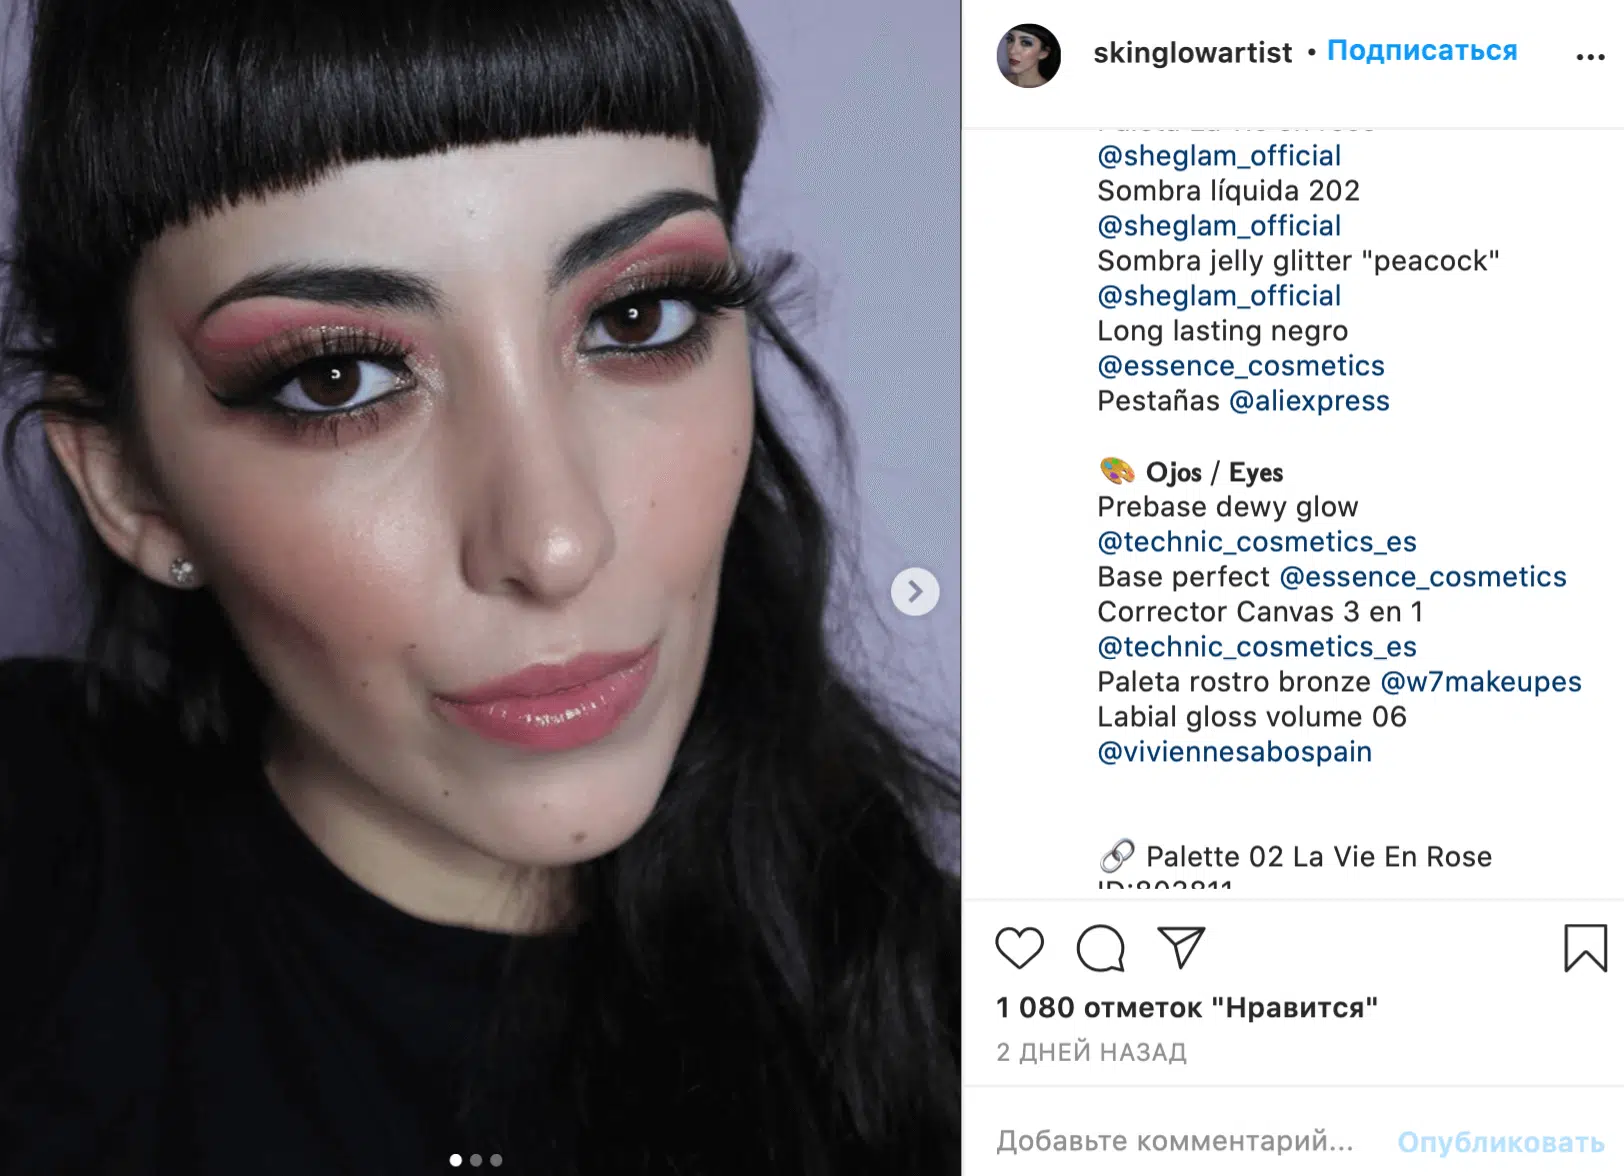 skinglowartist • Подписаться
@sheglam_official
Sombra líquida 202
@sheglam_official
Sombra jelly glitter "peacock"
@sheglam_official
Long lasting negro
@essence_cosmetics
Pestañas @aliexpress
🎨 Ojos / Eyes
Prebase dewy glow
@technic_cosmetics_es
Base perfect @essence_cosmetics
Corrector Canvas 3 en 1
@technic_cosmetics_es
Paleta rostro bronze @w7makeupes
Labial gloss volume 06
@viviennesabospain
🔗 Palette 02 La Vie En Rose
1 080 отметок "Нравится"
2 ДНЕЙ НАЗАД
Добавьте комментарий... Опубликовать